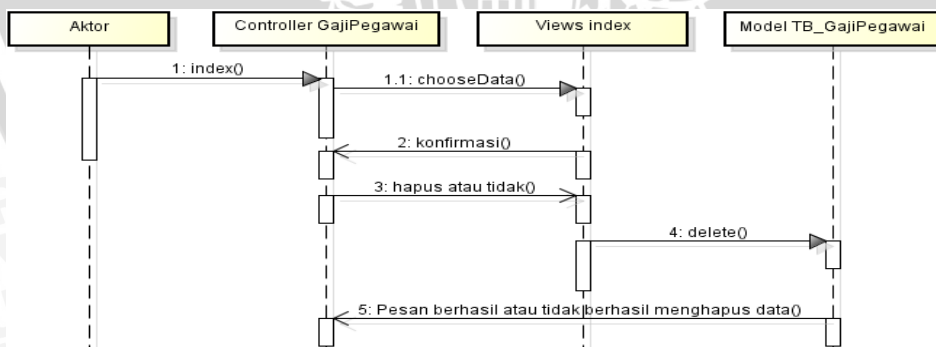 Aktor
Controller GajiPegawai
Views index
Model TB_GajiPegawai
1: index()
1.1: chooseData()
2: konfirmasi()
3: hapus atau tidak()
4: delete()
5: Pesan berhasil atau tidak berhasil menghapus data()